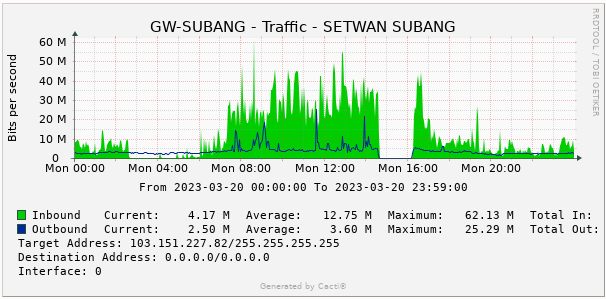 GW-SUBANG - Traffic - SETWAN SUBANG
RRDTOOL / TOBI OETIKER
Bits per second
60 M
50 M
40 M
30 M
20 M
10 M
0
Mon 00:00 Mon 04:00 Mon 08:00 Mon 12:00 Mon 16:00 Mon 20:00
From 2023-03-20 00:00:00 To 2023-03-20 23:59:00
Inbound Current: 4.17 M Average: 12.75 M Maximum: 62.13 M Total In:
Outbound Current: 2.50 M Average: 3.60 M Maximum: 25.29 M Total Out:
Target Address: 103.151.227.82/255.255.255.255
Destination Address: 0.0.0.0/0.0.0.0
Interface: 0
Generated by Cacti®